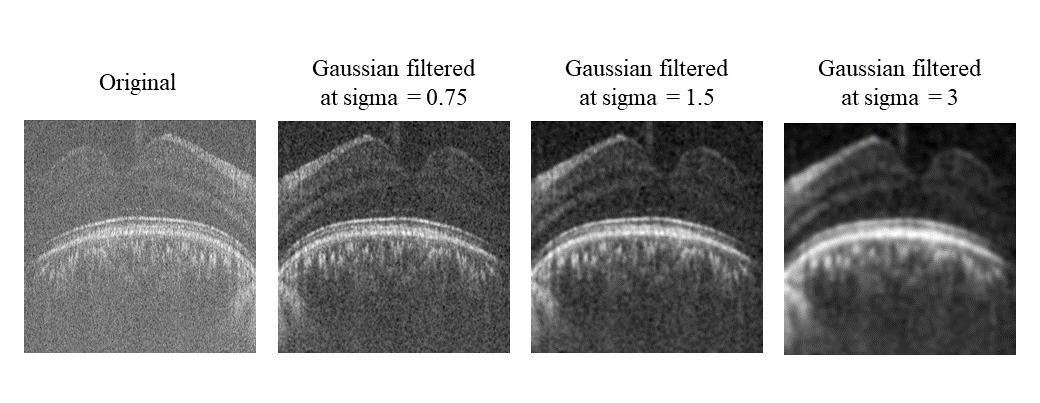 Original
Gaussian filtered
at sigma = 0.75
Gaussian filtered
at sigma = 1.5
Gaussian filtered
at sigma = 3